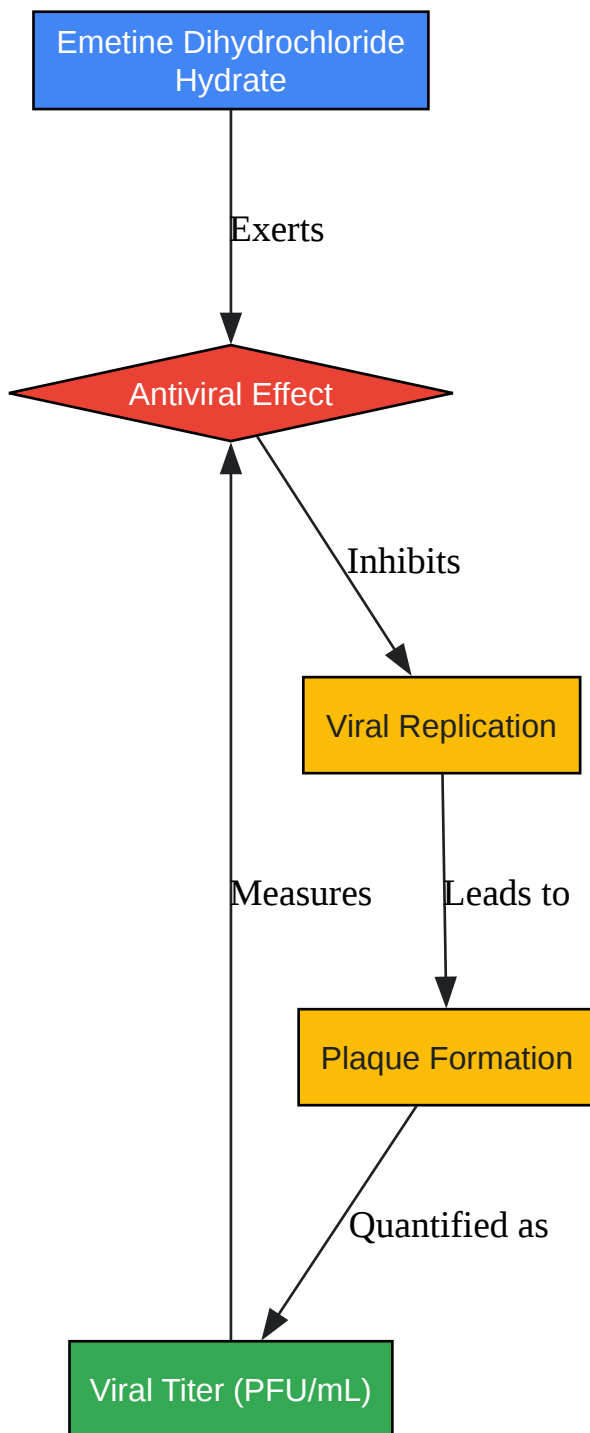 Emetine Dihydrochloride
Hydrate
Exerts
Antiviral Effect
Inhibits
Viral Replication
Measures
Leads to
Plaque Formation
Quantified as
Viral Titer (PFU/mL)